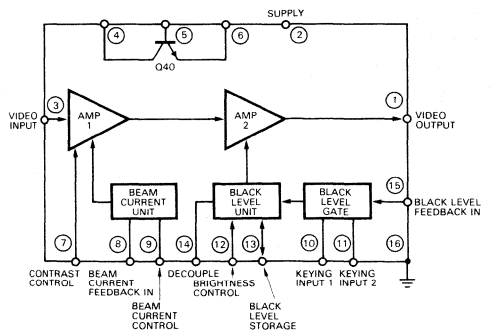 SUPPLY
4
5
6
2
Q40
3
1
VIDEO
INPUT
AMP
1
AMP
2
VIDEO
OUTPUT
BEAM
CURRENT
UNIT
BLACK
LEVEL
UNIT
BLACK
LEVEL
GATE
15
BLACK LEVEL
FEEDBACK IN
7
8
9
14
12
13
10
11
16
CONTRAST
CONTROL
BEAM
CURRENT
FEEDBACK IN
BEAM
CURRENT
CONTROL
DECOUPLE
BRIGHTNESS
CONTROL
BLACK
LEVEL
STORAGE
KEYING
INPUT 1
KEYING
INPUT 2